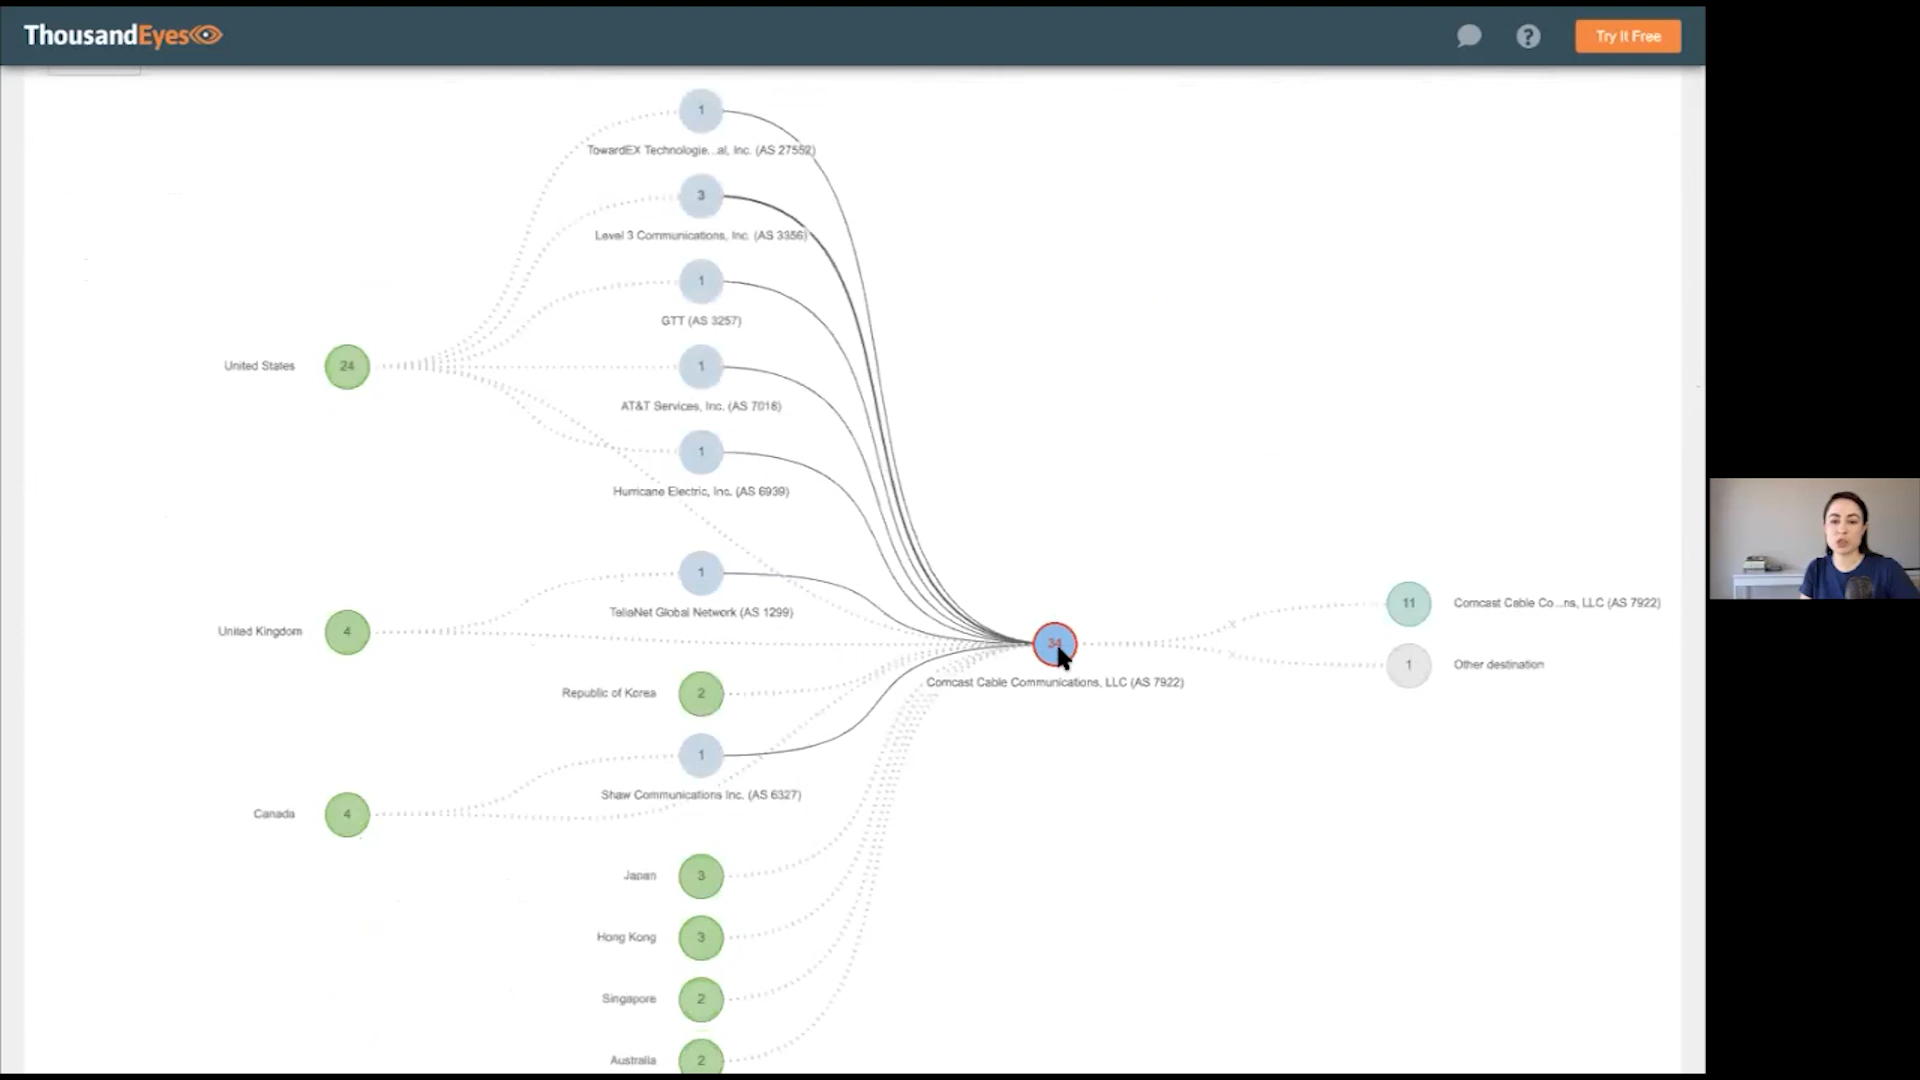 ThousandEyes
?
Try It Free
1
TowardEX Technologie...al, Inc. (AS 27552)
3
Level 3 Communications, Inc. (AS 3356)
1
GTT (AS 3257)
United States
24
1
AT&T Services, Inc. (AS 7018)
1
Hurricane Electric, Inc. (AS 6939)
1
TeliaNet Global Network (AS 1299)
United Kingdom
4
34
Comcast Cable Communications, LLC (AS 7922)
11
Comcast Cable Co...ns, LLC (AS 7922)
1
Other destination
Republic of Korea
2
1
Shaw Communications Inc. (AS 6327)
Canada
4
Japan
3
Hong Kong
3
Singapore
2
Australia
2